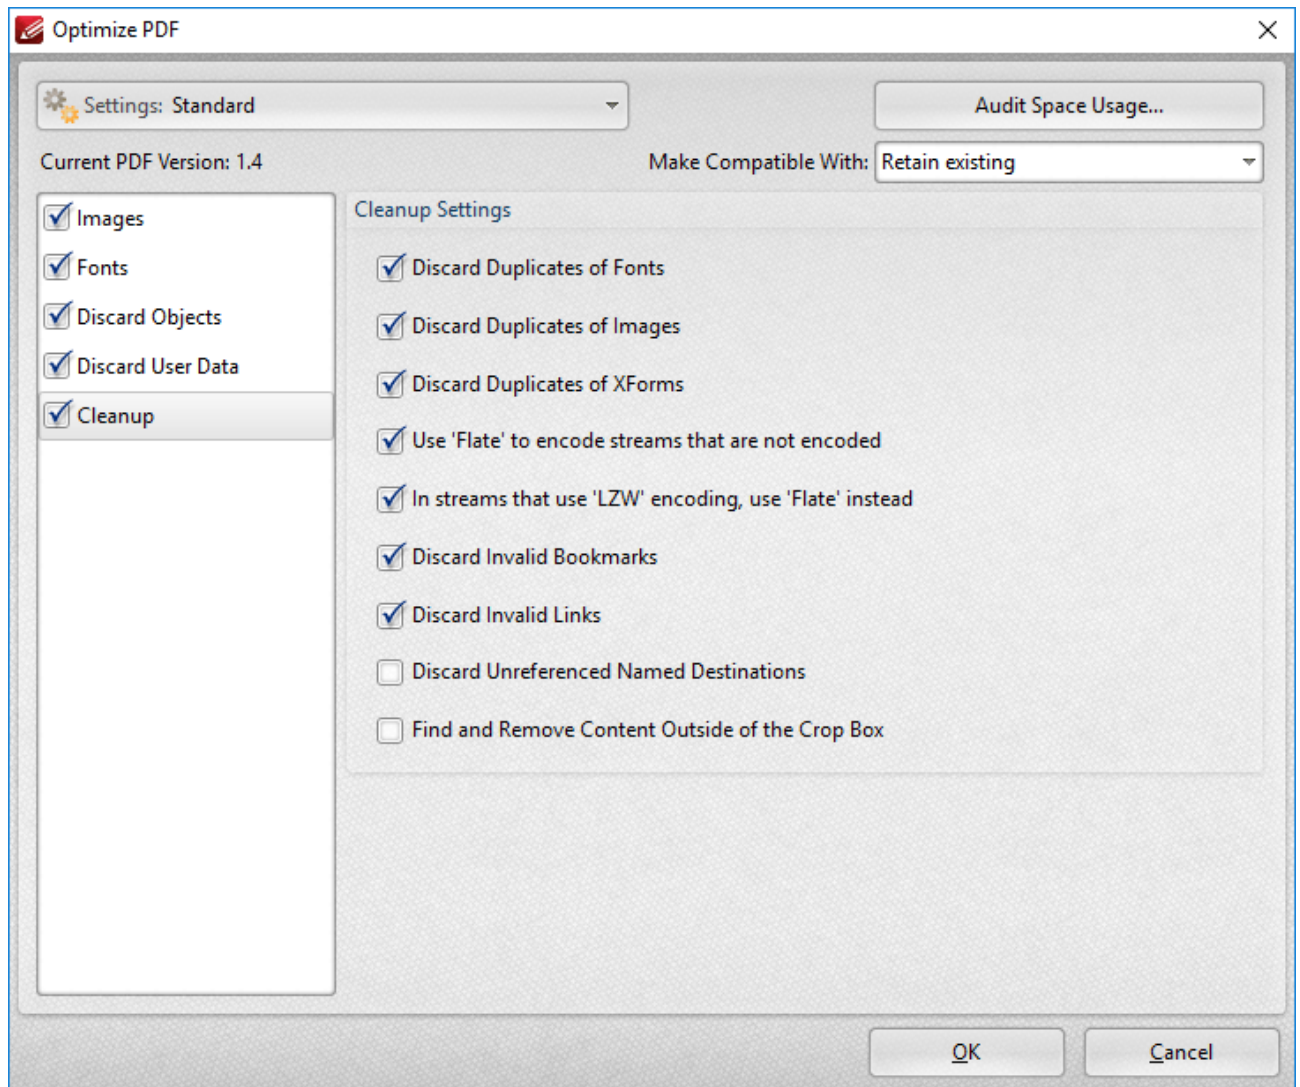 Optimize PDF
Settings: Standard
Audit Space Usage...
Current PDF Version: 1.4
Make Compatible With: Retain existing
Images
Fonts
Discard Objects
Discard User Data
Cleanup
Cleanup Settings
Discard Duplicates of Fonts
Discard Duplicates of Images
Discard Duplicates of XForms
Use 'Flate' to encode streams that are not encoded
In streams that use 'LZW' encoding, use 'Flate' instead
Discard Invalid Bookmarks
Discard Invalid Links
Discard Unreferenced Named Destinations
Find and Remove Content Outside of the Crop Box
OK
Cancel